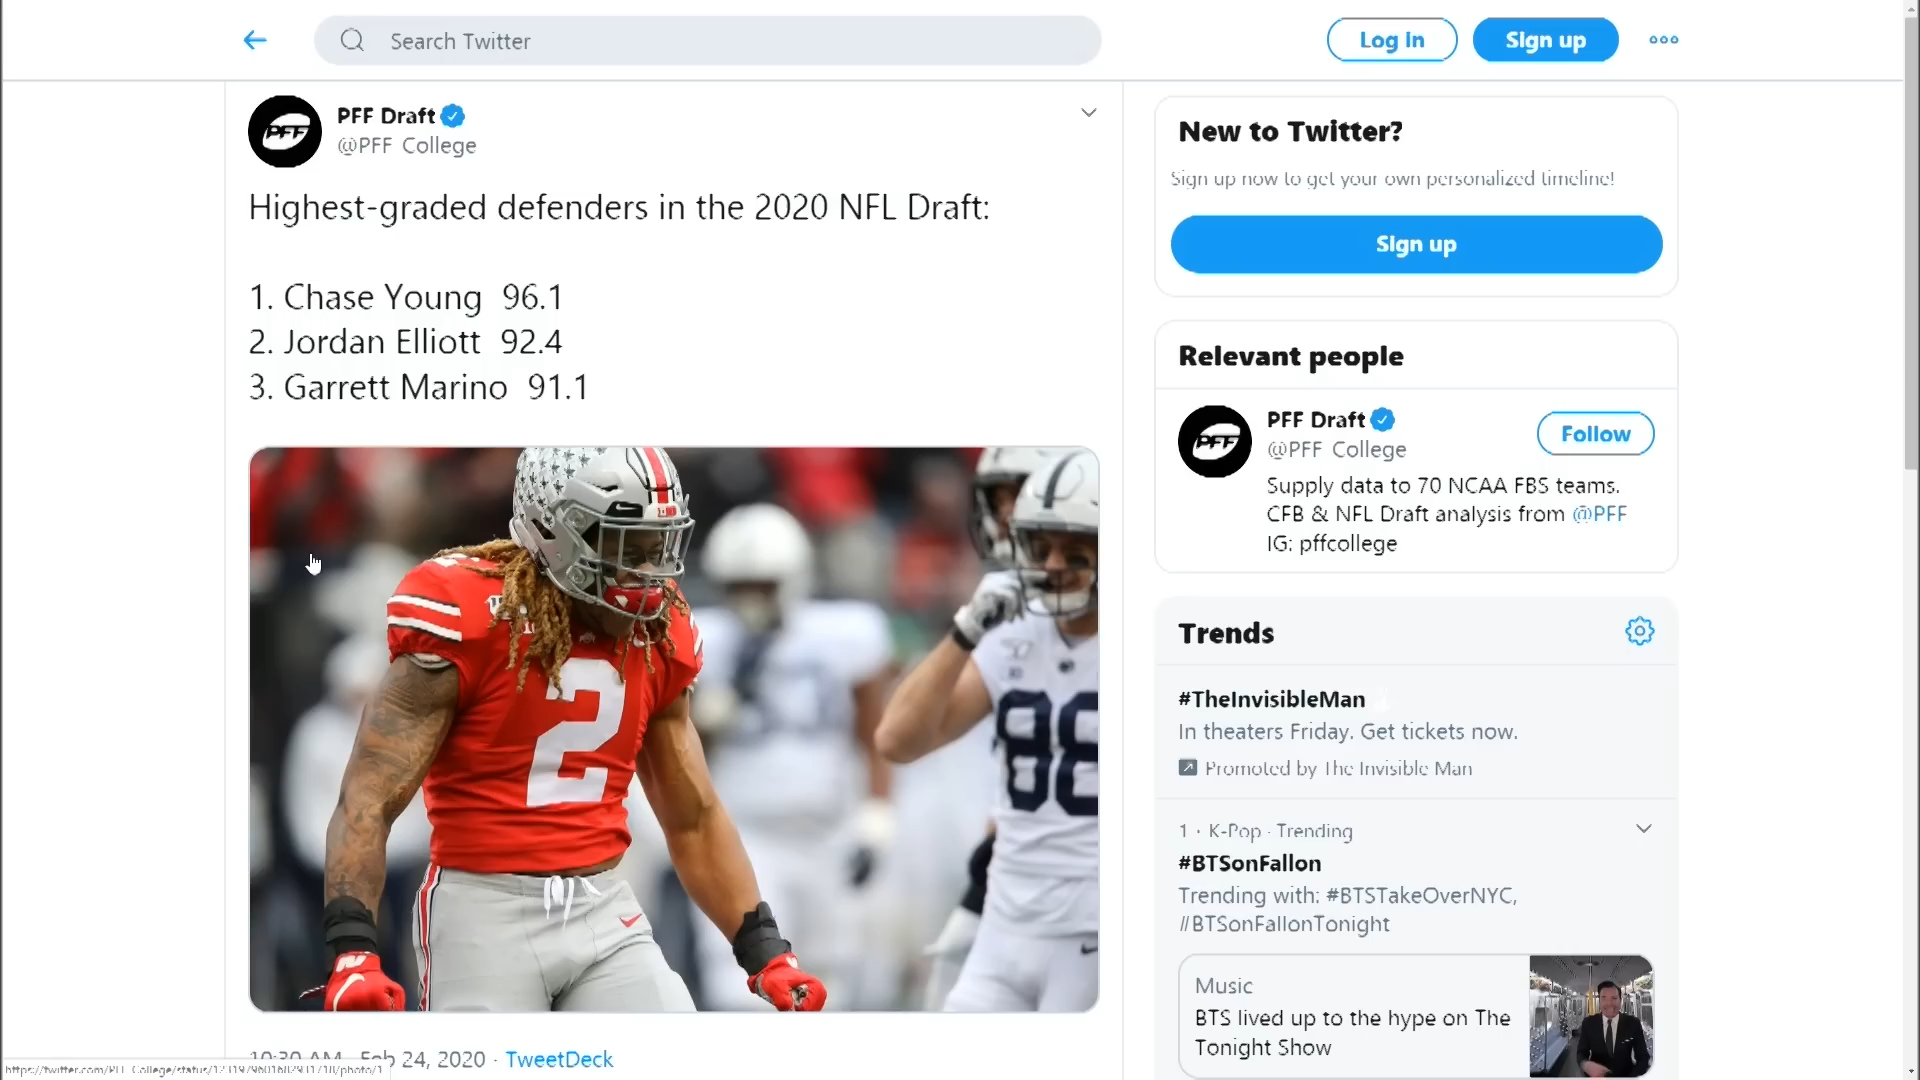 Search Twitter
Log in
Sign up
PFF
PFF Draft
@PFF College
Highest-graded defenders in the 2020 NFL Draft:
1. Chase Young 96.1
2. Jordan Elliott 92.4
3. Garrett Marino 91.1
2
88
10:30 AM Feb 24, 2020 · TweetDeck
New to Twitter?
Sign up now to get your own personalized timeline!
Sign up
Relevant people
PFF
PFF Draft
@PFF College
Follow
Supply data to 70 NCAA FBS teams.
CFB & NFL Draft analysis from @PFF
IG: pffcollege
Trends
#TheInvisibleMan
In theaters Friday. Get tickets now.
Promoted by The Invisible Man
1 · K-Pop · Trending
#BTSonFallon
Trending with: #BTSTakeOverNYC,
#BTSonFallonTonight
Music
BTS lived up to the hype on The
Tonight Show